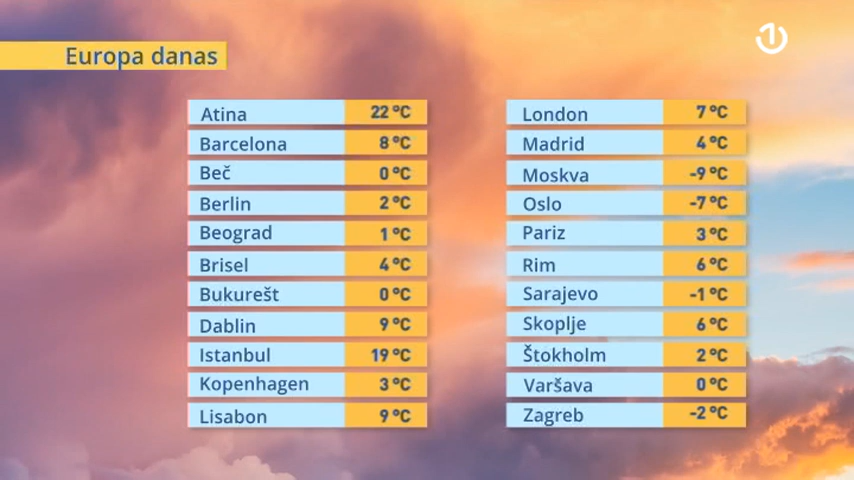 Europa danas
Atina 22 °C
Barcelona 8 °C
Beč 0 °C
Berlin 2 °C
Beograd 1 °C
Brisel 4 °C
Bukurešt 0 °C
Dablin 9 °C
Istanbul 19 °C
Kopenhagen 3 °C
Lisabon 9 °C
London 7 °C
Madrid 4 °C
Moskva -9 °C
Oslo -7 °C
Pariz 3 °C
Rim 6 °C
Sarajevo -1 °C
Skoplje 6 °C
Štokholm 2 °C
Varšava 0 °C
Zagreb -2 °C
1